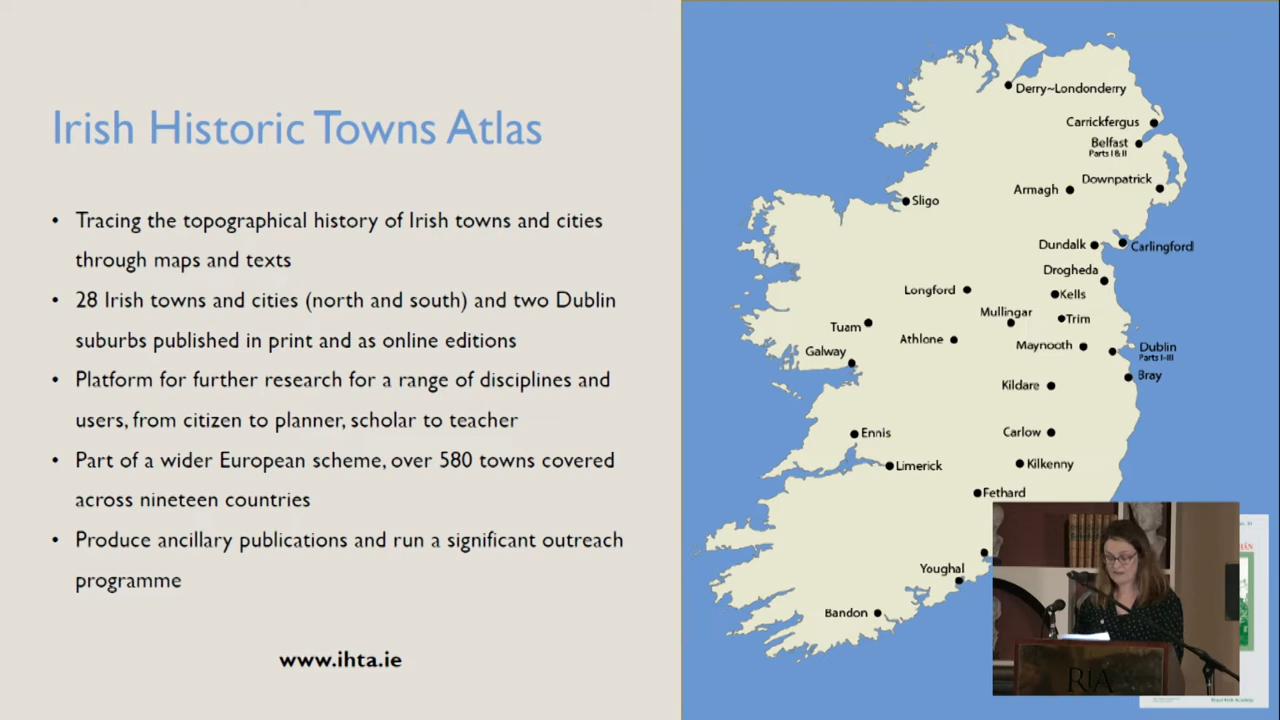 Irish Historic Towns Atlas
• Tracing the topographical history of Irish towns and cities
through maps and texts
• 28 Irish towns and cities (north and south) and two Dublin
suburbs published in print and as online editions
• Platform for further research for a range of disciplines and
users, from citizen to planner, scholar to teacher
• Part of a wider European scheme, over 580 towns covered
across nineteen countries
• Produce ancillary publications and run a significant outreach
programme
www.ihta.ie
Derry~Londonderry
Carrickfergus
Belfast
Parts I & II
Downpatrick
Armagh
Sligo
Dundalk
Carlingford
Drogheda
Longford
Kells
Mullingar
Trim
Tuam
Athlone
Maynooth
Dublin
Parts I-III
Galway
Bray
Kildare
Ennis
Carlow
Limerick
Kilkenny
Fethard
Youghal
Bandon
RIA